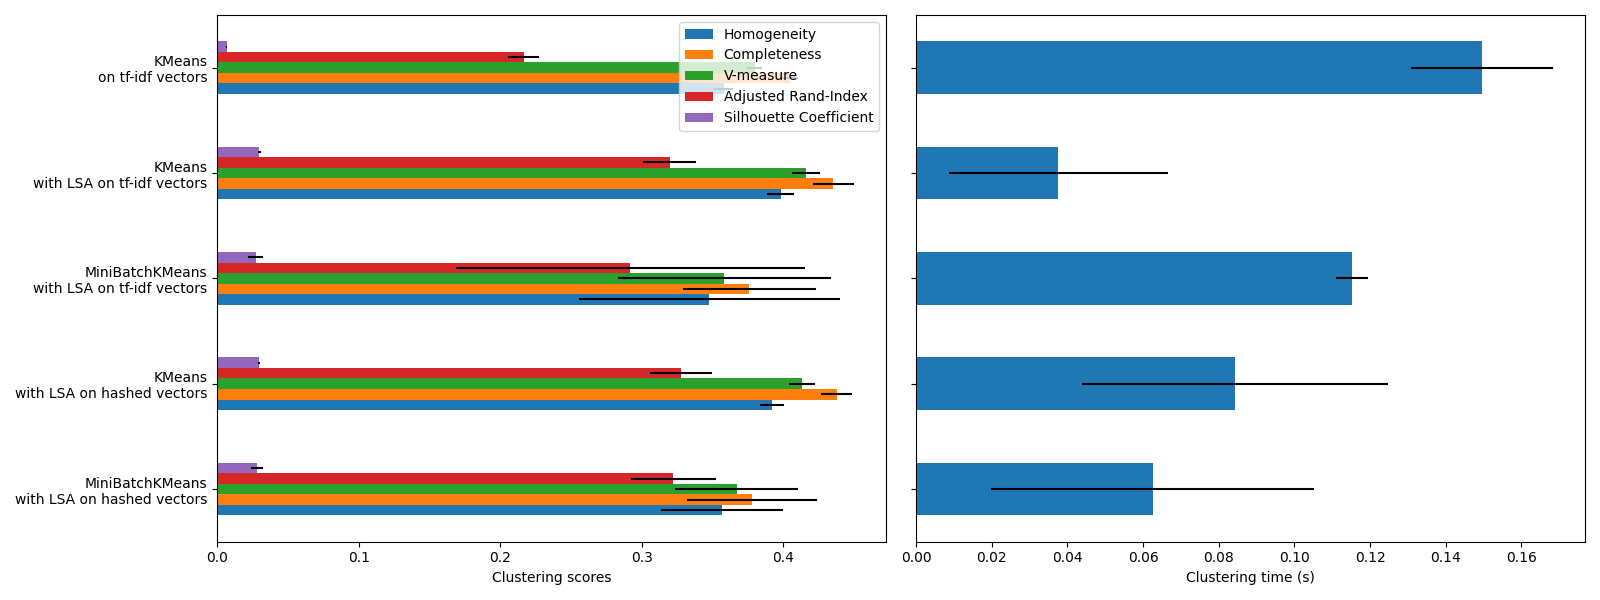 KMeans
on tf-idf vectors
KMeans
with LSA on tf-idf vectors
MiniBatchKMeans
with LSA on tf-idf vectors
KMeans
with LSA on hashed vectors
MiniBatchKMeans
with LSA on hashed vectors
Homogeneity
Completeness
V-measure
Adjusted Rand-Index
Silhouette Coefficient
0.0 0.1 0.2 0.3 0.4
Clustering scores
0.00 0.02 0.04 0.06 0.08 0.10 0.12 0.14 0.16
Clustering time (s)